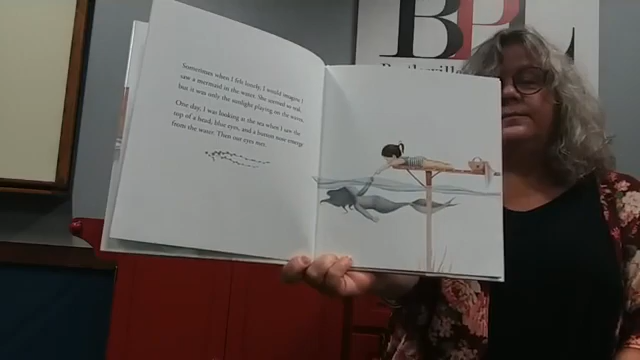 Sometimes when I felt lonely, I would imagine I
saw a mermaid in the water. She seemed so real,
but it was only the sunlight playing on the waves.
One day, I was looking at the sea when I saw the
top of a head, blue eyes, and a button nose emerge
from the water. Then our eyes met.
BPL